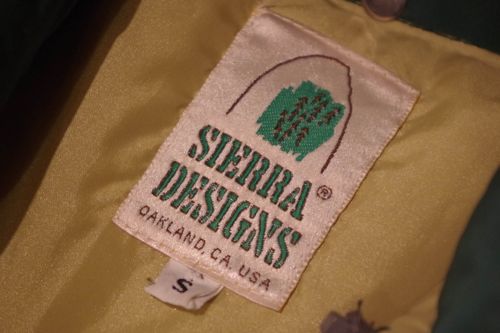 SIERRA
DESIGNS®
OAKLAND, CA. USA
S